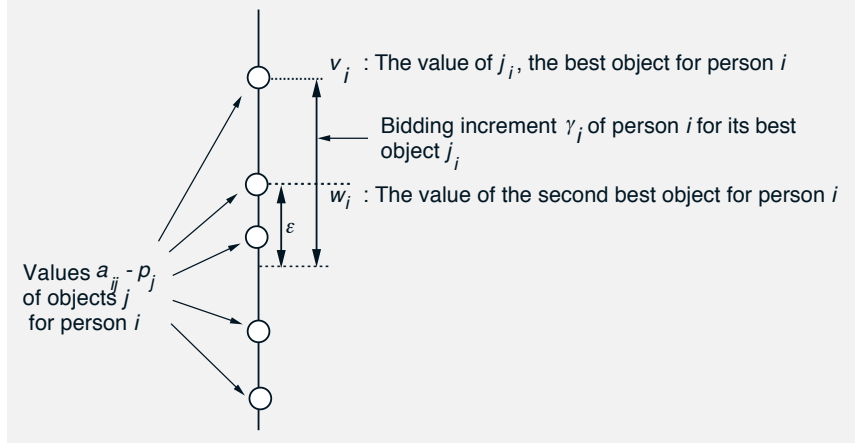 v_i : The value of j_i, the best object for person i
Bidding increment γ_i of person i for its best
object j_i
w_i : The value of the second best object for person i
ε
Values a_ij - p_j
of objects j
for person i